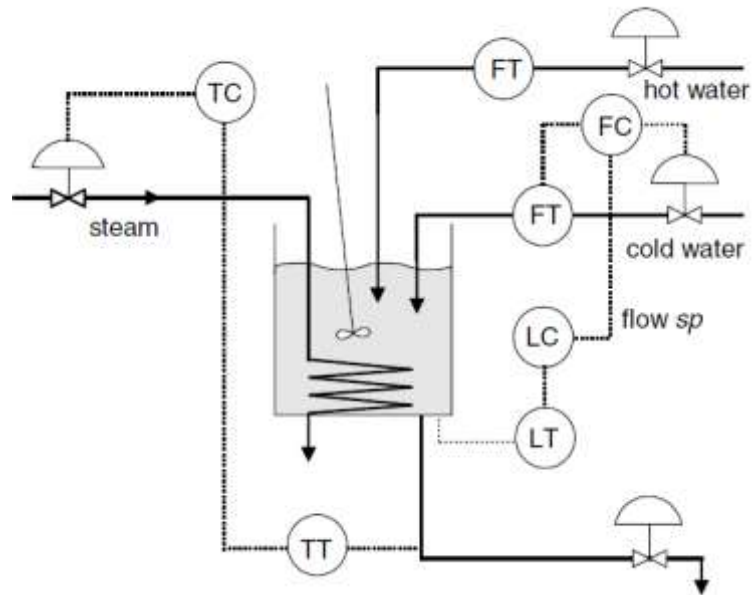 FT
hot water
TC
FC
steam
FT
cold water
flow sp
LC
LT
TT